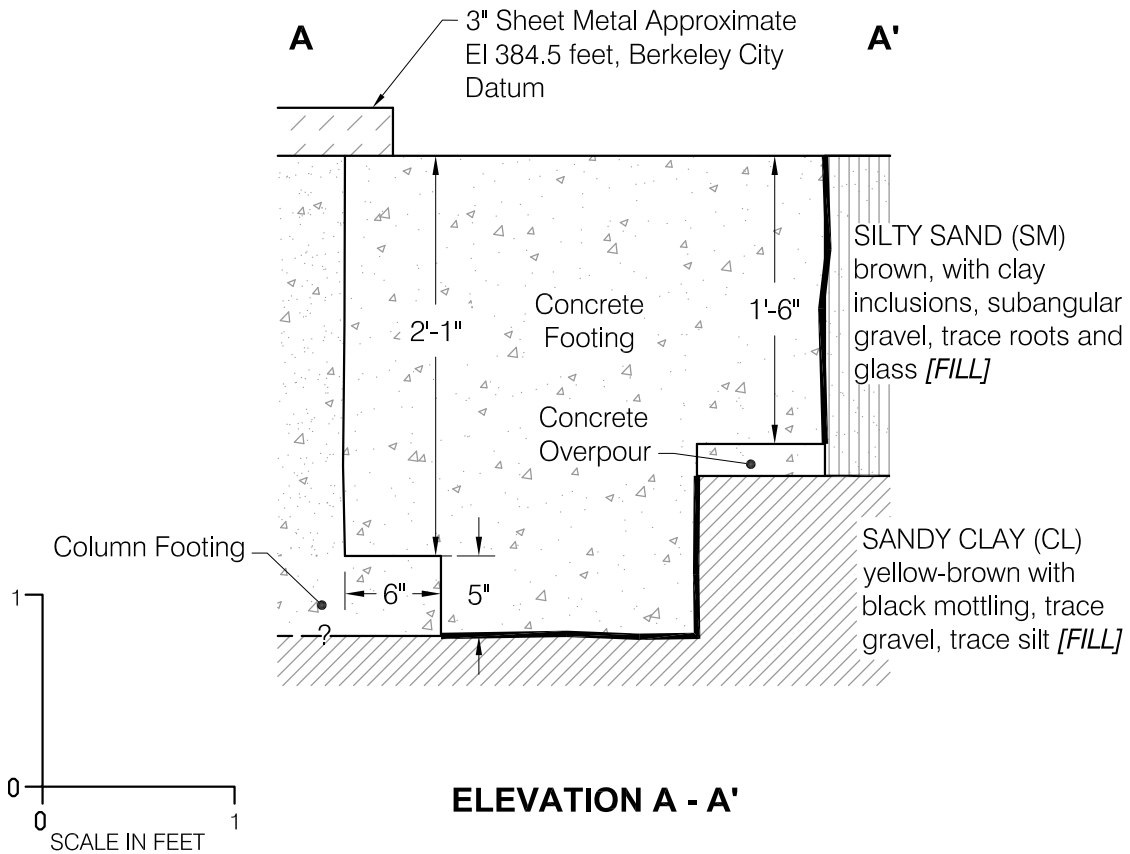 A
3" Sheet Metal Approximate
El 384.5 feet, Berkeley City
Datum
A'
SILTY SAND (SM)
brown, with clay
inclusions, subangular
gravel, trace roots and
glass [FILL]
2'-1"
Concrete
Footing
1'-6"
Concrete
Overpour
Column Footing
6"
5"
?
SANDY CLAY (CL)
yellow-brown with
black mottling, trace
gravel, trace silt [FILL]
1
0
0
1
SCALE IN FEET
ELEVATION A - A'